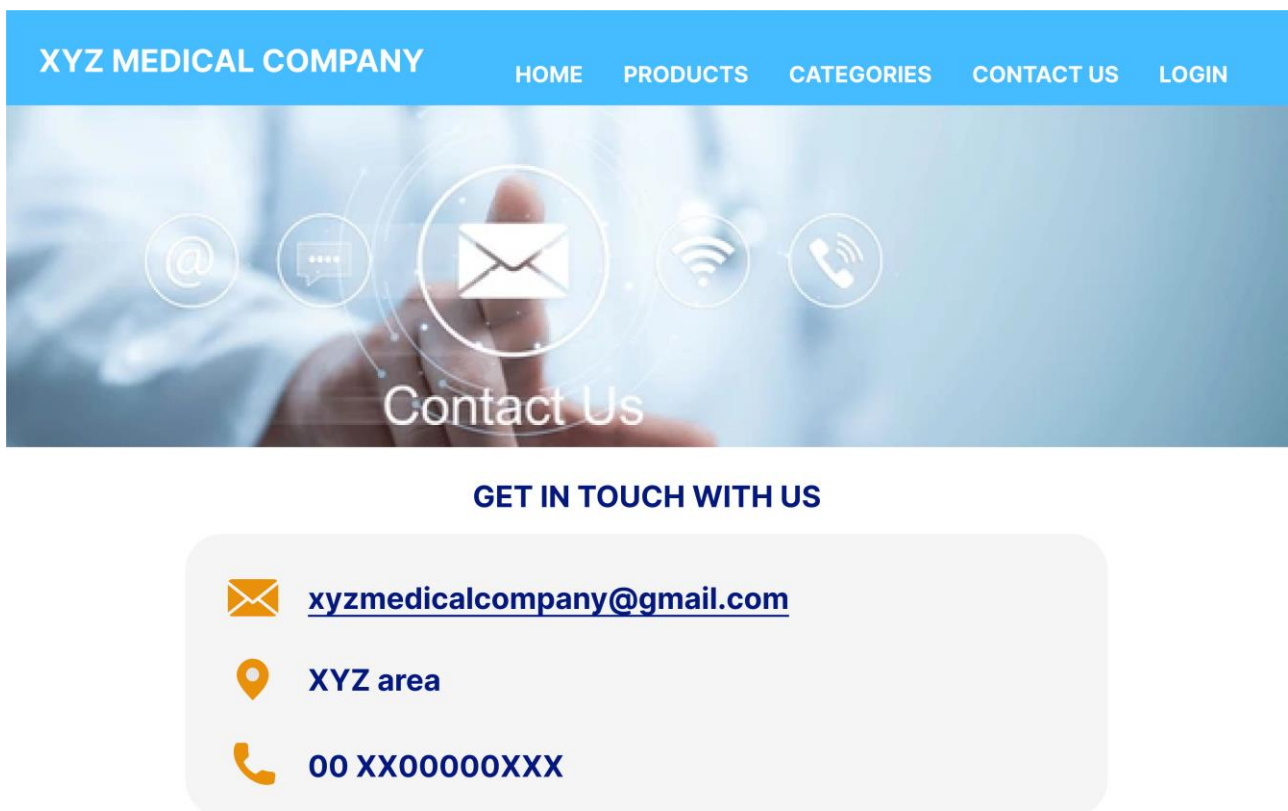 XYZ MEDICAL COMPANY
HOME PRODUCTS CATEGORIES CONTACT US LOGIN
@
Contact Us
GET IN TOUCH WITH US
xyzmedicalcompany@gmail.com
XYZ area
00 XX00000XXX